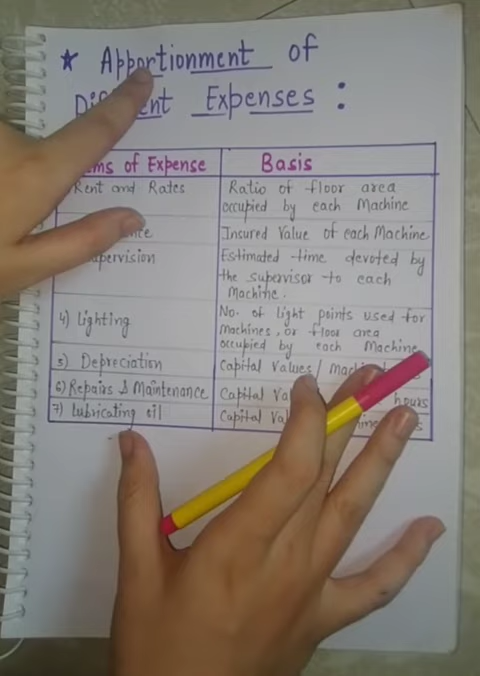 ★ Apportionment of
Expenses :
of Expense
Basis
Rent and Rates
Ratio of floor area
occupied by each Machine
Insured Value of each Machine
Supervision
Estimated time devoted by
the supervisor to each
Machine.
4) Lighting
No. of light points used for
machines, or floor area
occupied by each Machine
5) Depreciation
Capital Values /
6) Repairs & Maintenance
Capital
hours
7) Lubricating oil
Capital